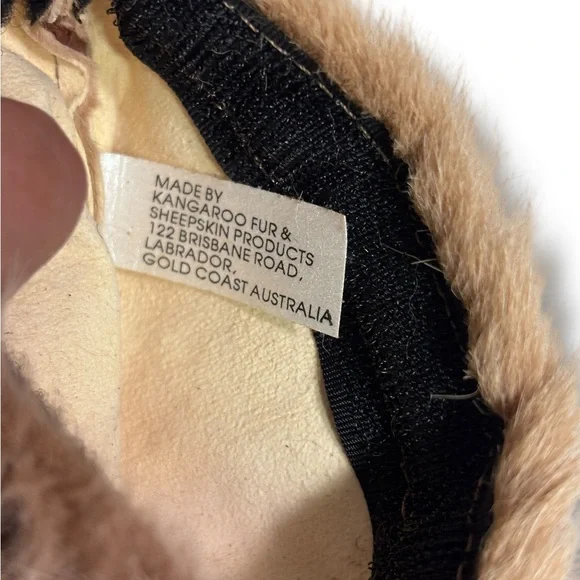 MADE BY
KANGAROO FUR &
SHEEPSKIN PRODUCTS
122 BRISBANE ROAD,
LABRADOR,
GOLD COAST AUSTRALIA